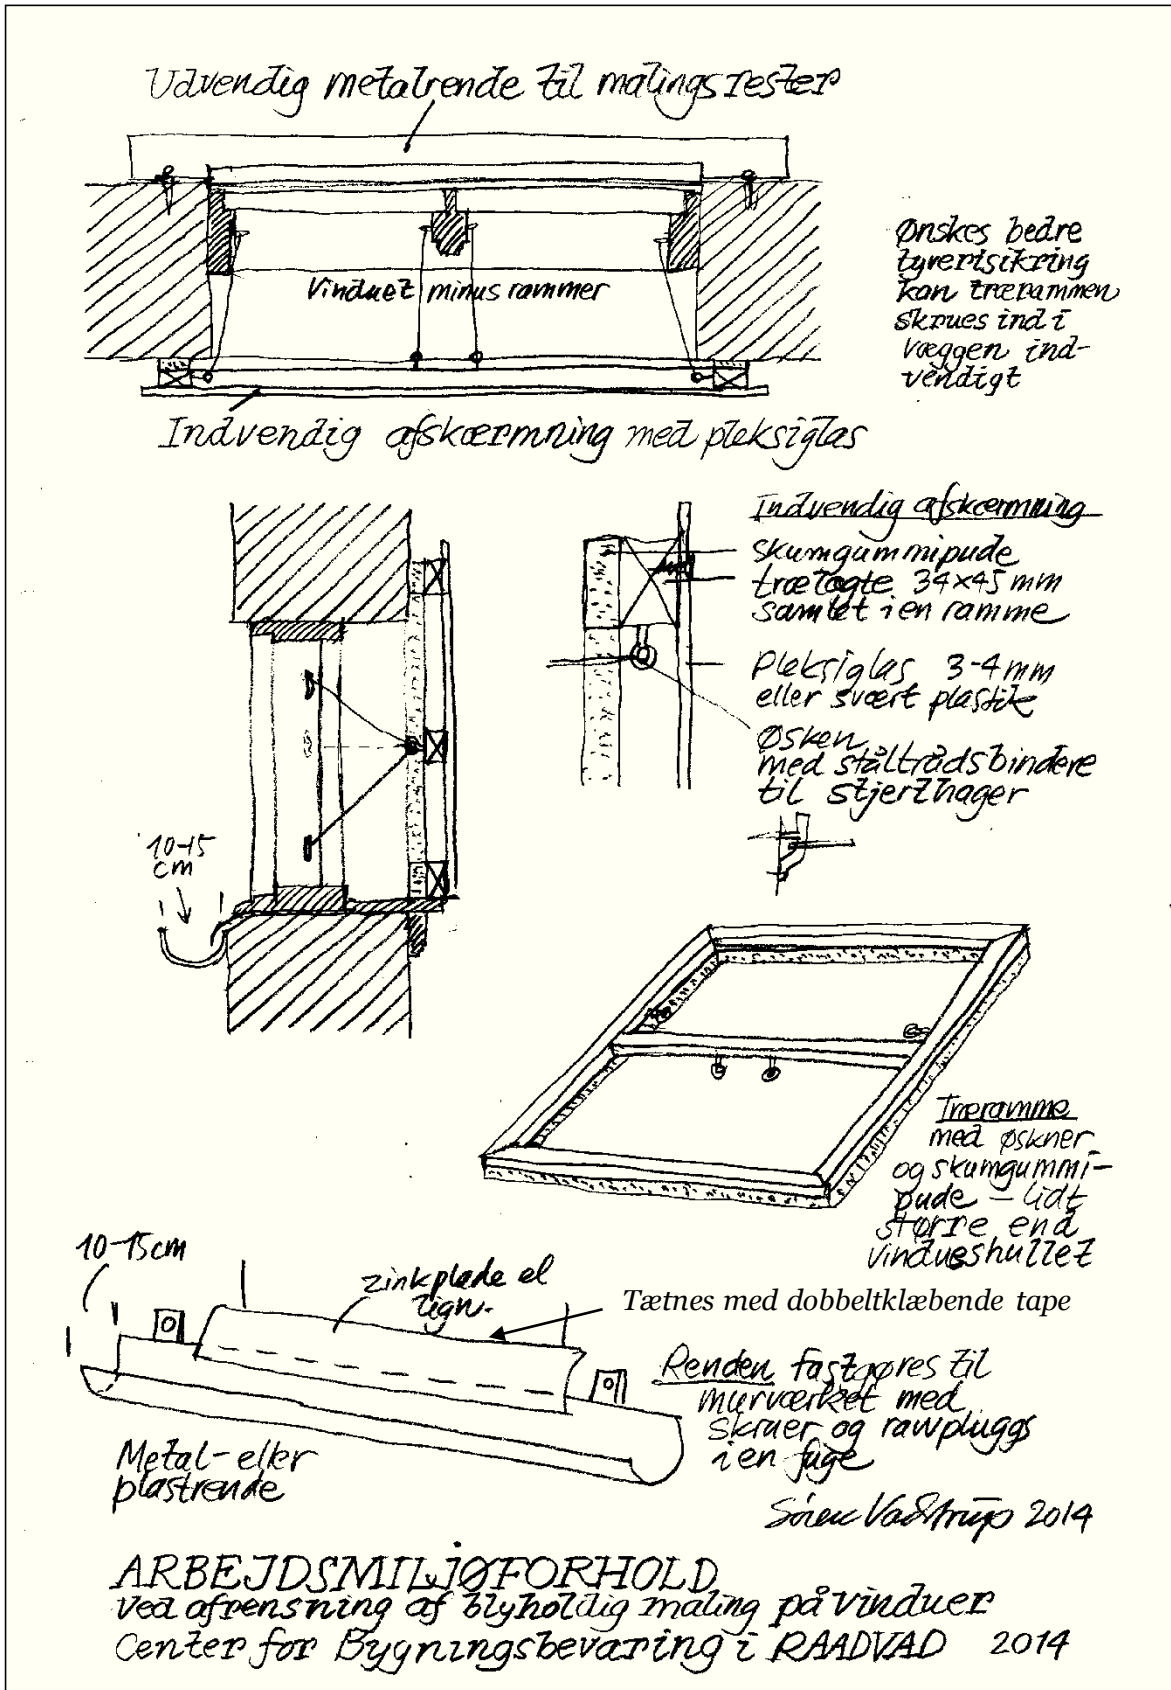 Udvendig metalrende til malingsrester
Ønskes bedre
tyverisikring
kan trærammen
skrues ind i
væggen ind-
vendigt
Vinduet minus rammer
Indvendig afskærmning med pleksiglas
Indvendig afskærmning
skumgummipude
trælægte 34x45 mm
samlet i en ramme
Pleksiglas 3-4 mm
eller svært plastik
Øsken
med ståltrådsbindere
til stjerthager
10-15
cm
Træramme
med øskner
og skumgummi-
pude - lidt
større end
vindueshullet
10-15 cm
zinkplade el
lign.
Tætnes med dobbeltklæbende tape
Renden fastgøres til
murværket med
skruer og rawpluggs
i en fuge
Metal- eller
plastrende
Søren Vadstrup 2014
ARBEJDSMILJØFORHOLD
ved afrensning af blyholdig maling på vinduer
Center for Bygningsbevaring i RAADVAD 2014